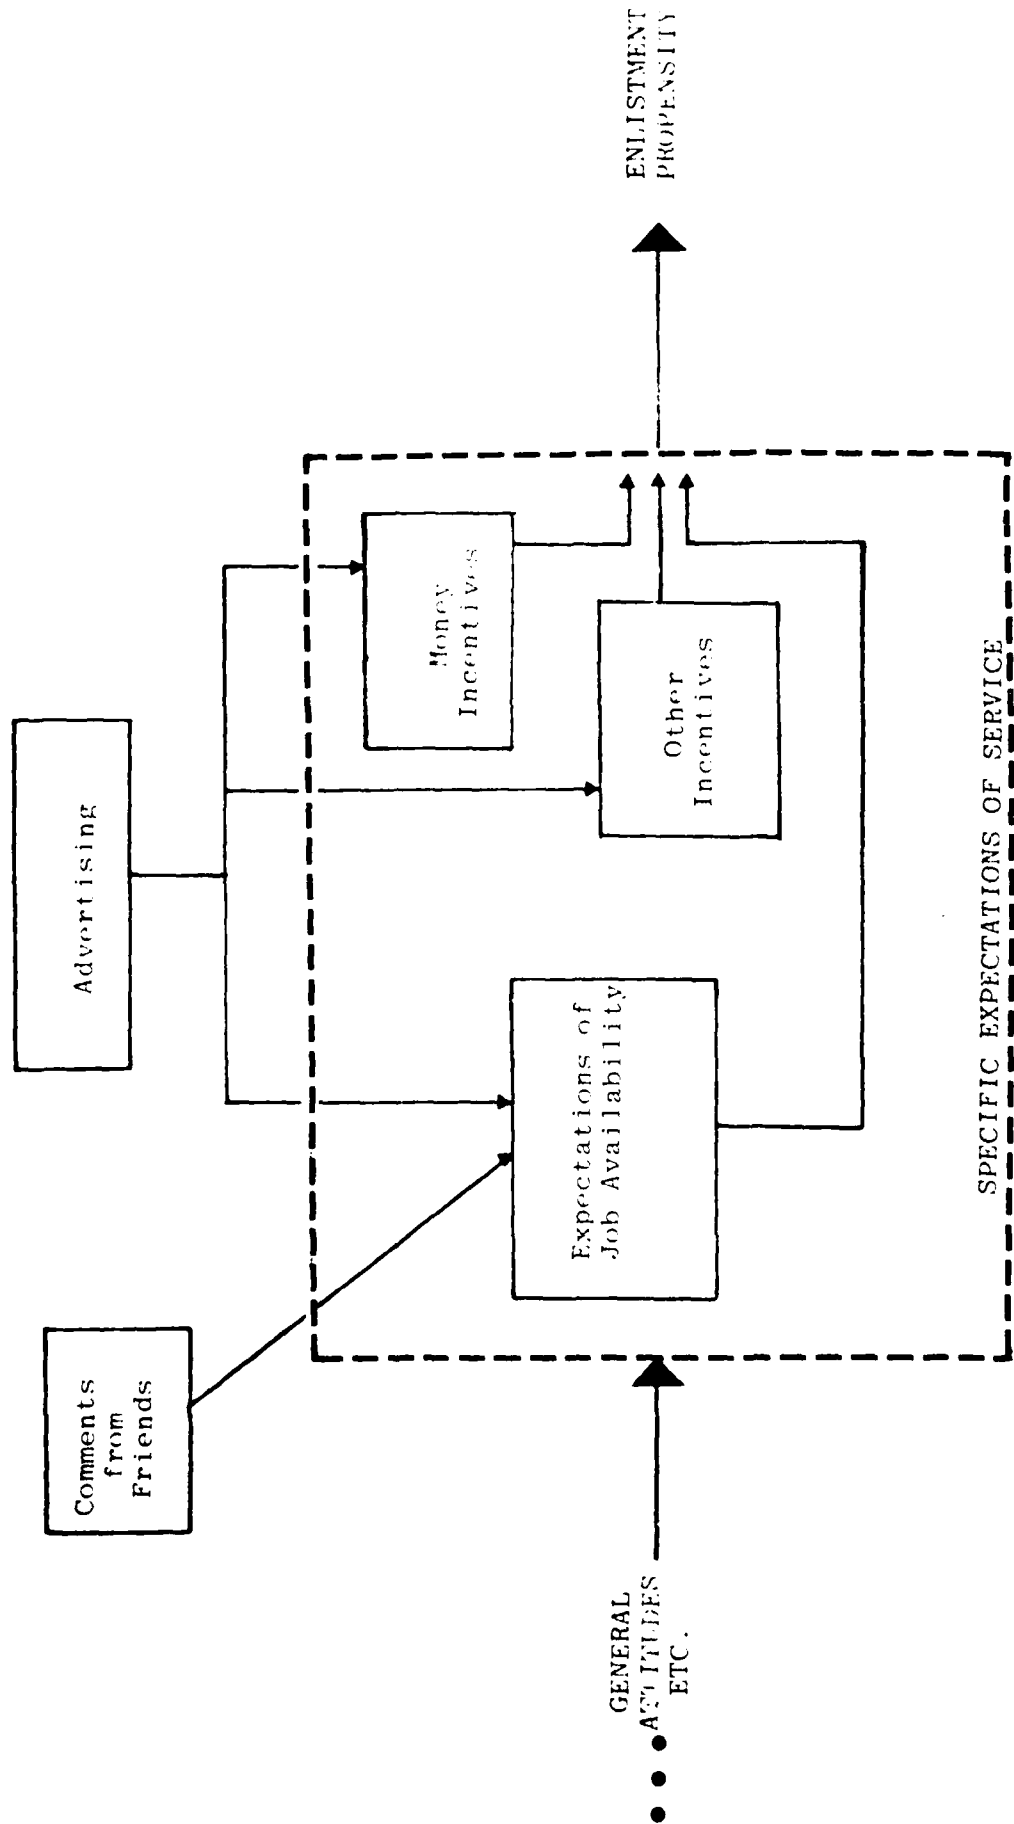 Comments
from
Friends
Advertising
Expectations of
Job Availability
Other
Incentives
Money
Incentives
GENERAL
ATTITUDES
ETC.
ENLISTMENT
PROPENSITY
SPECIFIC EXPECTATIONS OF SERVICE